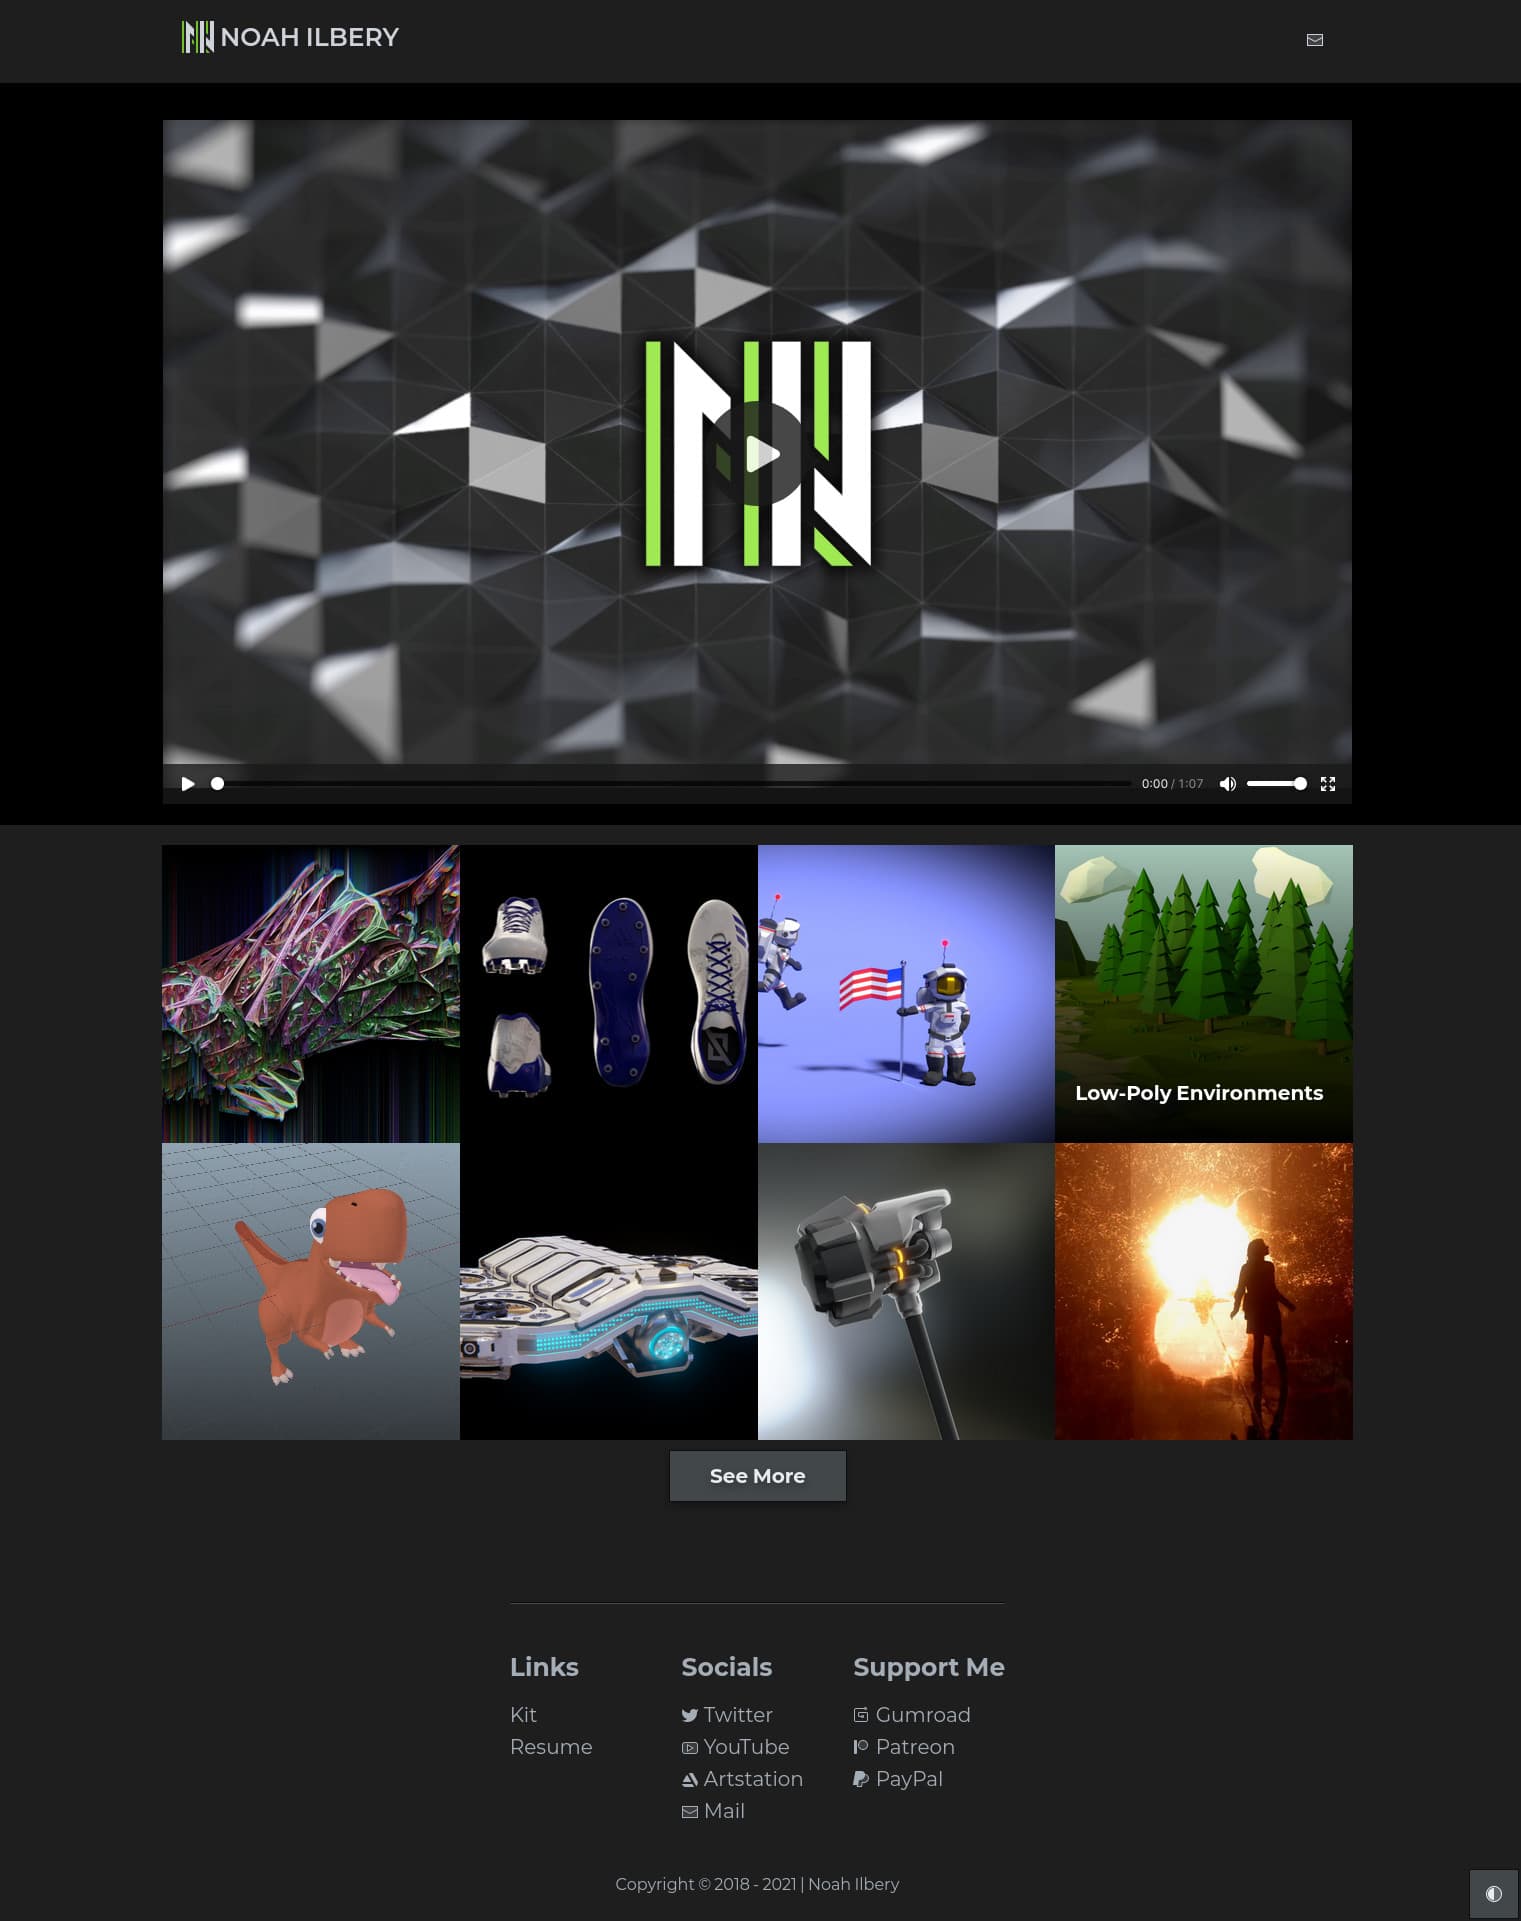 NOAH ILBERY
0:00 / 1:07
Low-Poly Environments
See More
Links
Kit
Resume
Socials
Twitter
YouTube
Artstation
Mail
Support Me
Gumroad
Patreon
PayPal
Copyright © 2018 - 2021 | Noah Ilbery